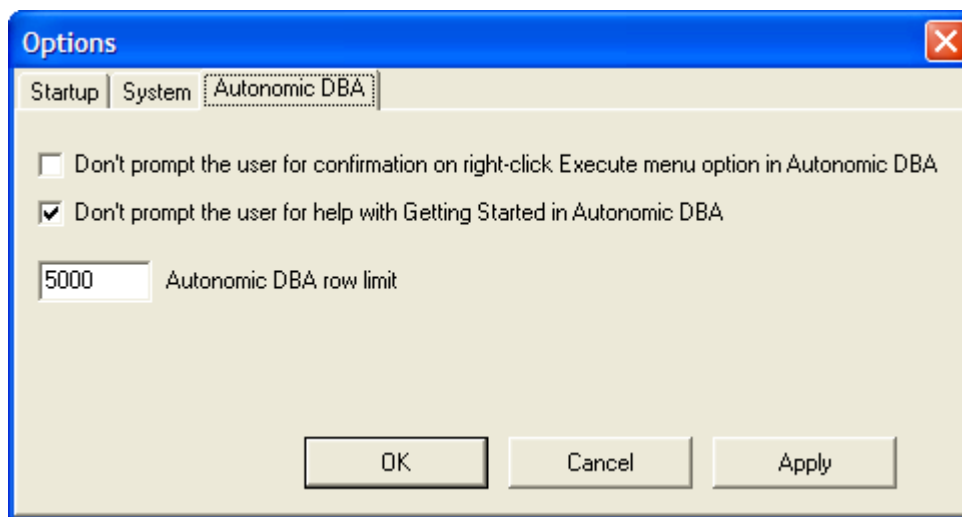 Options
Startup System Autonomic DBA
Don't prompt the user for confirmation on right-click Execute menu option in Autonomic DBA
Don't prompt the user for help with Getting Started in Autonomic DBA
5000 Autonomic DBA row limit
OK Cancel Apply